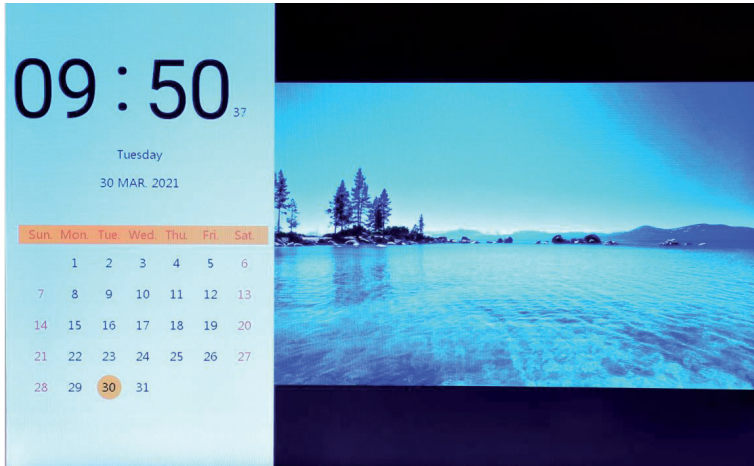 09:50 37
Tuesday
30 MAR. 2021
Sun. Mon. Tue. Wed. Thu. Fri. Sat.
1 2 3 4 5 6
7 8 9 10 11 12 13
14 15 16 17 18 19 20
21 22 23 24 25 26 27
28 29 30 31